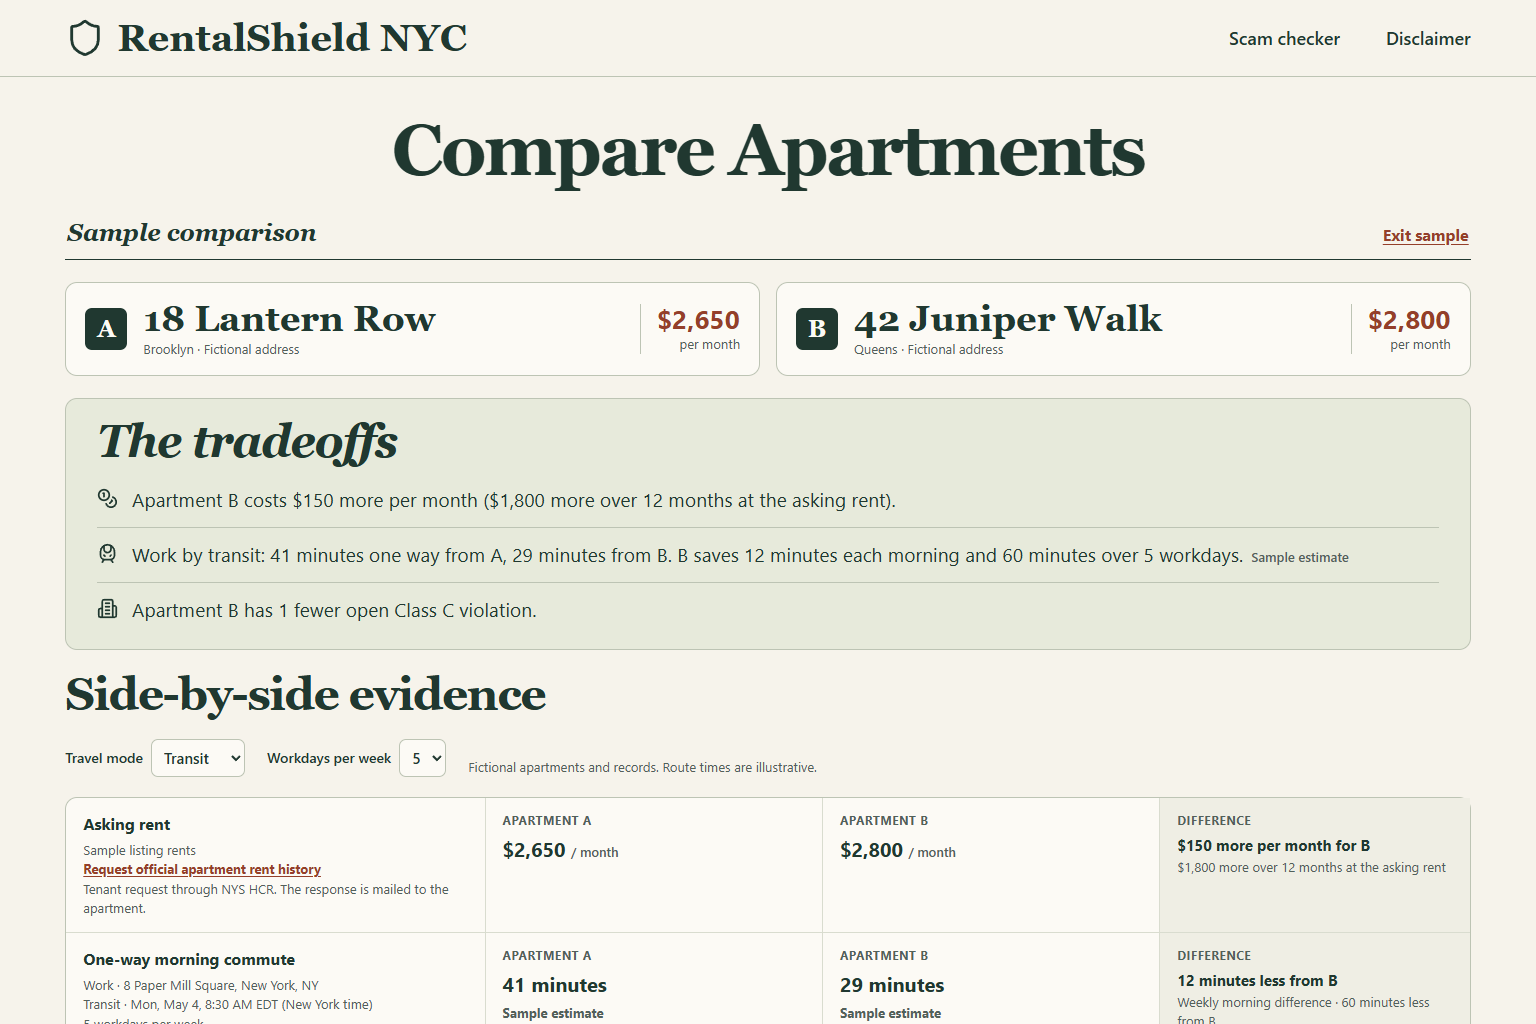 RentalShield NYC
Scam checker
Disclaimer
Compare Apartments
Sample comparison
Exit sample
A
18 Lantern Row
Brooklyn · Fictional address
$2,650
per month
B
42 Juniper Walk
Queens · Fictional address
$2,800
per month
The tradeoffs
Apartment B costs $150 more per month ($1,800 more over 12 months at the asking rent).
Work by transit: 41 minutes one way from A, 29 minutes from B. B saves 12 minutes each morning and 60 minutes over 5 workdays. Sample estimate
Apartment B has 1 fewer open Class C violation.
Side-by-side evidence
Travel mode
Transit
Workdays per week
5
Fictional apartments and records. Route times are illustrative.
Asking rent
Sample listing rents
Request official apartment rent history
Tenant request through NYS HCR. The response is mailed to the
apartment.
APARTMENT A
$2,650 / month
APARTMENT B
$2,800 / month
DIFFERENCE
$150 more per month for B
$1,800 more over 12 months at the asking rent
One-way morning commute
Work · 8 Paper Mill Square, New York, NY
Transit · Mon, May 4, 8:30 AM EDT (New York time)
5 workdays per week
APARTMENT A
41 minutes
Sample estimate
APARTMENT B
29 minutes
Sample estimate
DIFFERENCE
12 minutes less from B
Weekly morning difference · 60 minutes less
from B